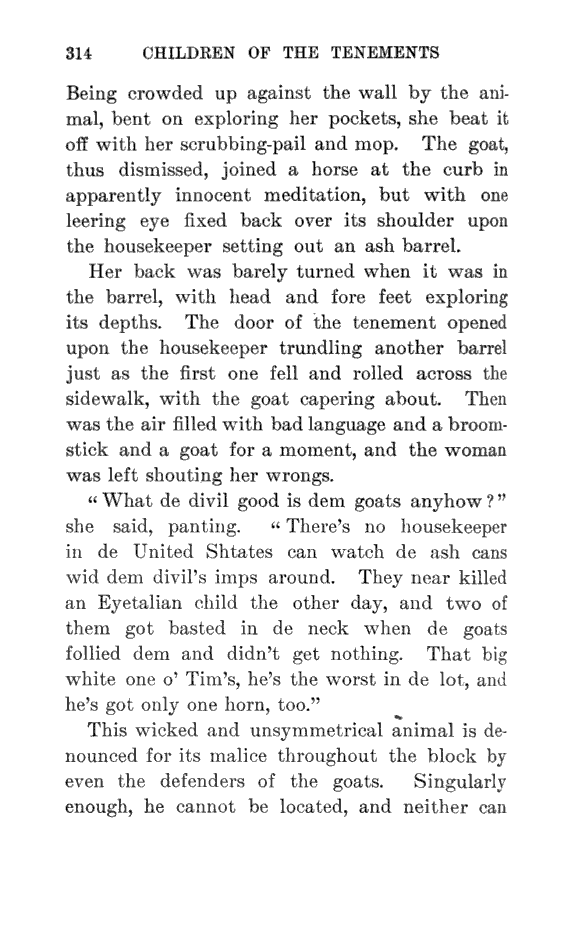 314 CHILDREN OF THE TENEMENTS
Being crowded up against the wall by the ani-
mal, bent on exploring her pockets, she beat it
off with her scrubbing-pail and mop. The goat,
thus dismissed, joined a horse at the curb in
apparently innocent meditation, but with one
leering eye fixed back over its shoulder upon
the housekeeper setting out an ash barrel.
Her back was barely turned when it was in
the barrel, with head and fore feet exploring
its depths. The door of the tenement opened
upon the housekeeper trundling another barrel
just as the first one fell and rolled across the
sidewalk, with the goat capering about. Then
was the air filled with bad language and a broom-
stick and a goat for a moment, and the woman
was left shouting her wrongs.
“What de divil good is dem goats anyhow?”
she said, panting. “There's no housekeeper
in de United Shtates can watch de ash cans
wid dem divil's imps around. They near killed
an Eyetalian child the other day, and two of
them got basted in de neck when de goats
follied dem and didn't get nothing. That big
white one o' Tim's, he's the worst in de lot, and
he's got only one horn, too.”
This wicked and unsymmetrical animal is de-
nounced for its malice throughout the block by
even the defenders of the goats. Singularly
enough, he cannot be located, and neither can